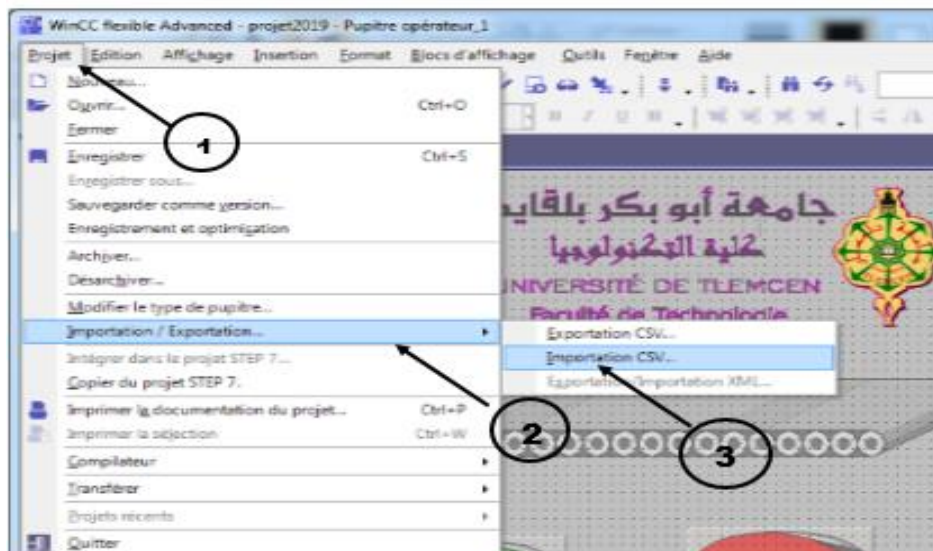 WinCC flexible Advanced - projet2019 - Pupitre opérateur_1
Projet Edition Affichage Insertion Format Blocs d'affichage Outils Fenêtre Aide
Nouveau...
Ouvrir... Ctrl+O
Fermer
1
Enregistrer Ctrl+S
Enregistrer sous...
Sauvegarder comme version...
Enregistrement et optimisation
Archiver...
Désarchiver...
Modifier le type de pupitre...
Importation / Exportation...
Intégrer dans le projet STEP 7...
Copier du projet STEP 7.
Imprimer la documentation du projet... Ctrl+P
Imprimer la sélection Ctrl+W
Compilateur
Transférer
Projets récents
Quitter
جامعة أبو بكر بلقايد
كلية التكنولوجيا
NIVERSITÉ DE TLEMCEN
Faculté de Technologie
Exportation CSV...
Importation CSV...
Exportation/Importation XML...
2
3